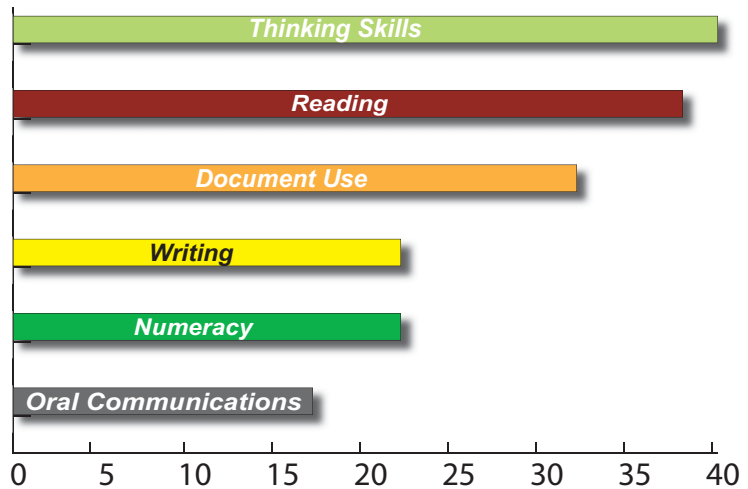 Thinking Skills
Reading
Document Use
Writing
Numeracy
Oral Communications
0 5 10 15 20 25 30 35 40